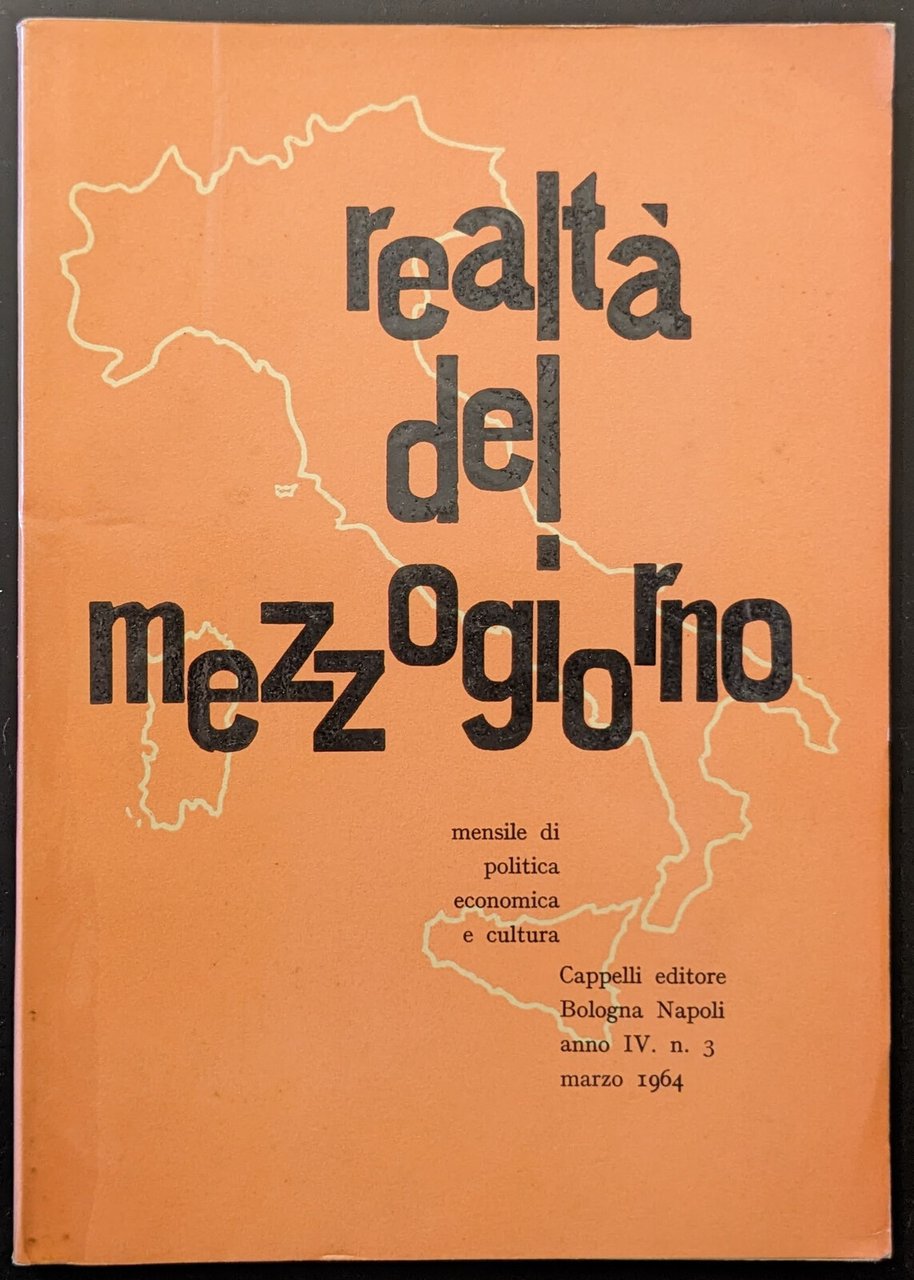 realtà
del
mezzogiorno
mensile di
politica
economica
e cultura
Cappelli editore
Bologna Napoli
anno IV. n. 3
marzo 1964